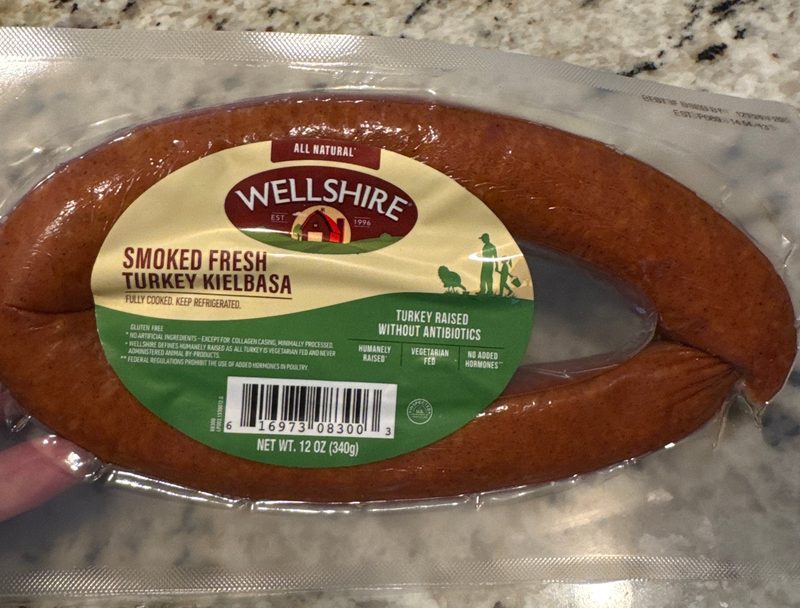 ALL NATURAL*
WELLSHIRE®
EST. 1996
SMOKED FRESH
TURKEY KIELBASA
FULLY COOKED. KEEP REFRIGERATED.
TURKEY RAISED
WITHOUT ANTIBIOTICS
HUMANELY
RAISED
VEGETARIAN
FED
NO ADDED
HORMONES**
GLUTEN FREE
* NO ARTIFICIAL INGREDIENTS - EXCEPT FOR COLLAGEN CASING, MINIMALLY PROCESSED.
WELLSHIRE DEFINES HUMANELY RAISED AS ALL TURKEY IS VEGETARIAN FED AND NEVER
ADMINISTERED ANIMAL BY-PRODUCTS.
** FEDERAL REGULATIONS PROHIBIT THE USE OF ADDED HORMONES IN POULTRY.
6 16973 08300 3
NET WT. 12 OZ (340g)